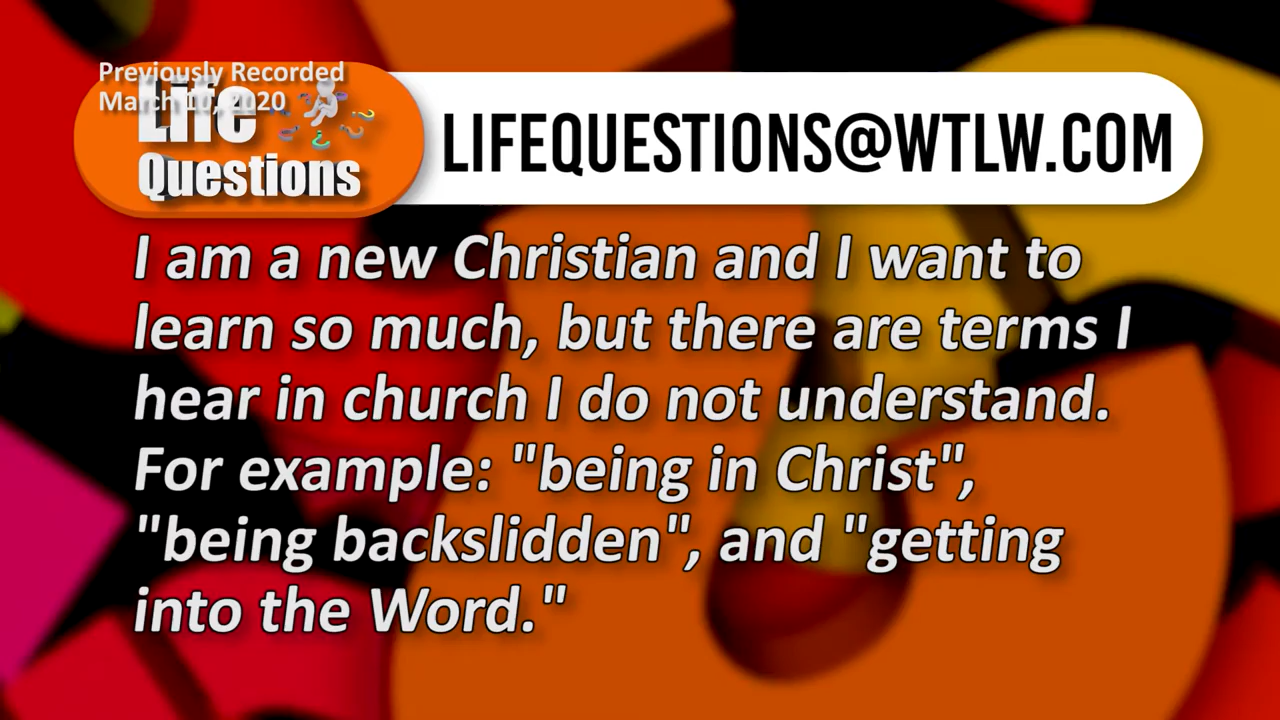 Previously Recorded
March 10, 2020
Life
Questions
LIFEQUESTIONS@WTLW.COM
I am a new Christian and I want to
learn so much, but there are terms I
hear in church I do not understand.
For example: "being in Christ",
"being backslidden", and "getting
into the Word."